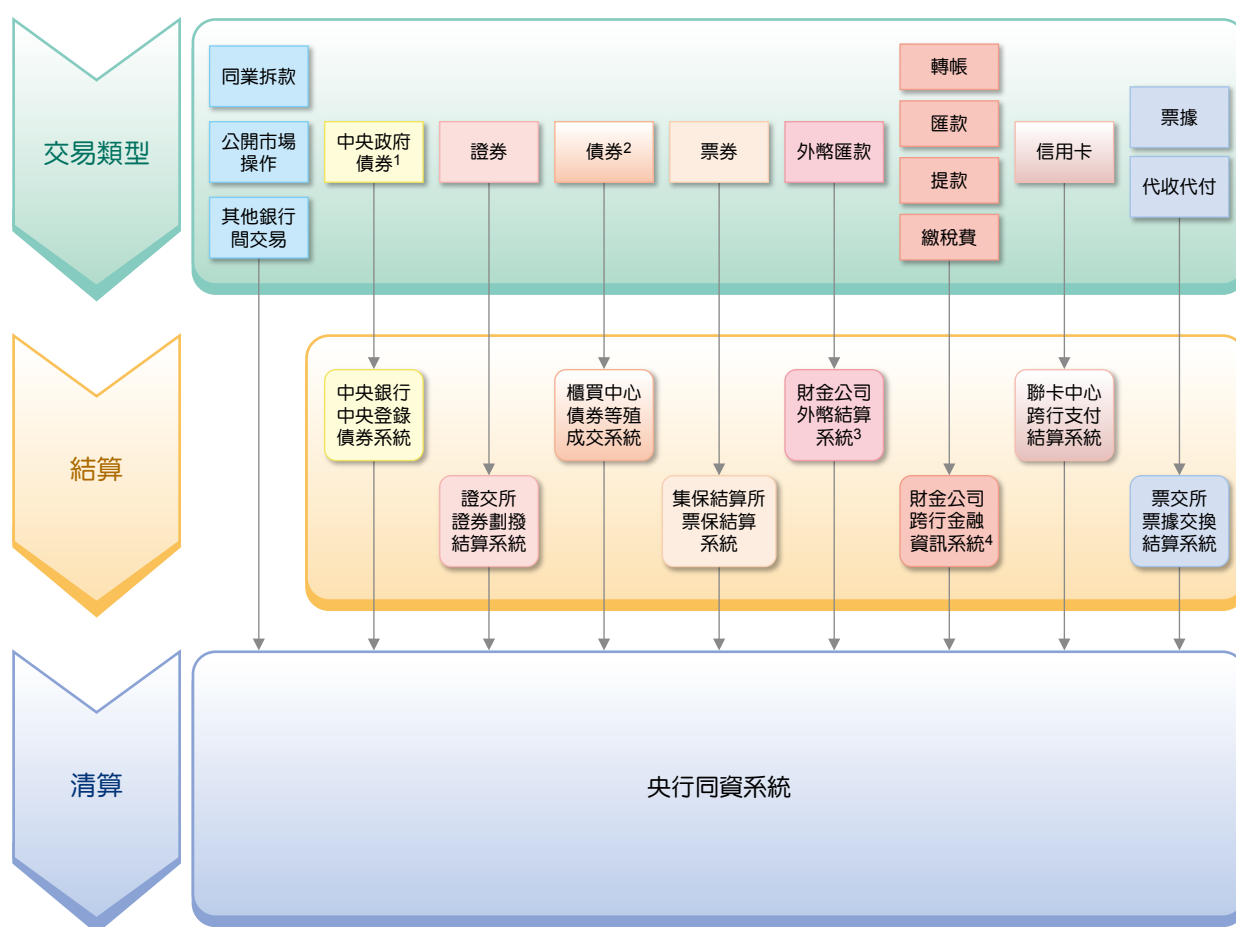 交易類型
同業拆款
公開市場
操作
其他銀行
間交易
中央政府
債券1
證券
債券2
票券
外幣匯款
轉帳
匯款
提款
繳稅費
信用卡
票據
代收代付
結算
中央銀行
中央登錄
債券系統
證交所
證券劃撥
結算系統
櫃買中心
債券等殖
成交系統
集保結算所
票保結算
系統
財金公司
外幣結算
系統3
財金公司
跨行金融
資訊系統4
聯卡中心
跨行支付
結算系統
票交所
票據交換
結算系統
清算
央行同資系統